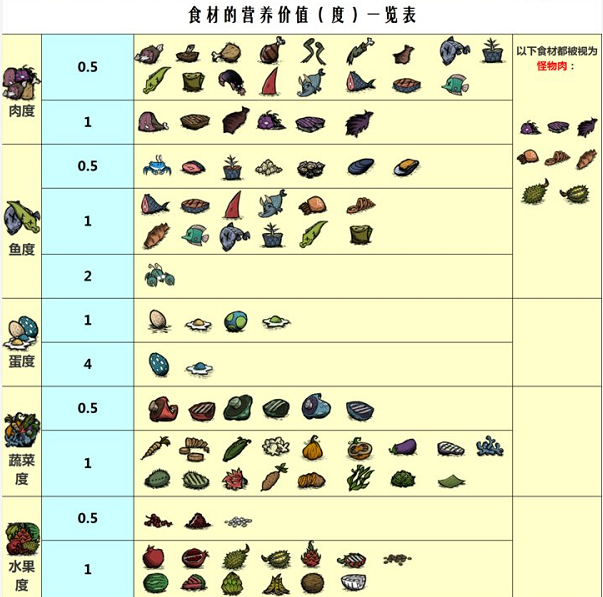 食材的营养价值（度）一览表
0.5
以下食材都被视为
怪物肉：
肉度
1
0.5
1
鱼度
2
1
蛋度
4
0.5
1
蔬菜
度
0.5
水果
度
1